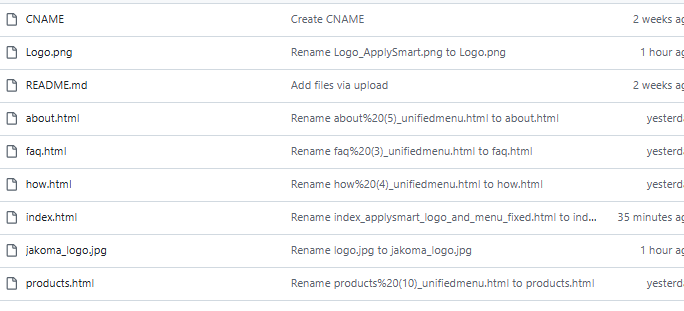 CNAME Create CNAME 2 weeks ag
Logo.png Rename Logo_ApplySmart.png to Logo.png 1 hour ag
README.md Add files via upload 2 weeks ag
about.html Rename about%20(5)_unifiedmenu.html to about.html yesterd
faq.html Rename faq%20(3)_unifiedmenu.html to faq.html yesterd
how.html Rename how%20(4)_unifiedmenu.html to how.html yesterd
index.html Rename index_applysmart_logo_and_menu_fixed.html to ind... 35 minutes ag
jakoma_logo.jpg Rename logo.jpg to jakoma_logo.jpg 1 hour ag
products.html Rename products%20(10)_unifiedmenu.html to products.html yesterd